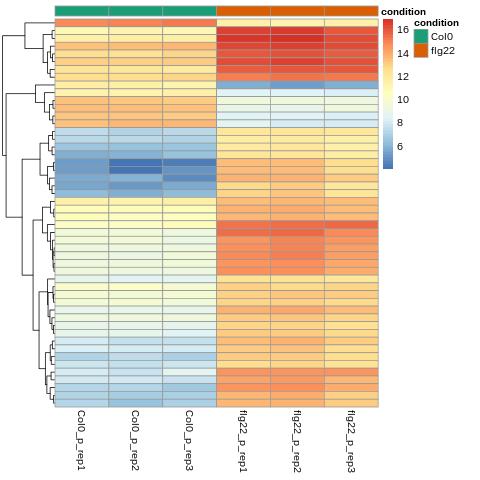 condition
16
14
12
10
8
6
condition
Col0
flg22
Col0_p_rep1
Col0_p_rep2
Col0_p_rep3
flg22_p_rep1
flg22_p_rep2
flg22_p_rep3